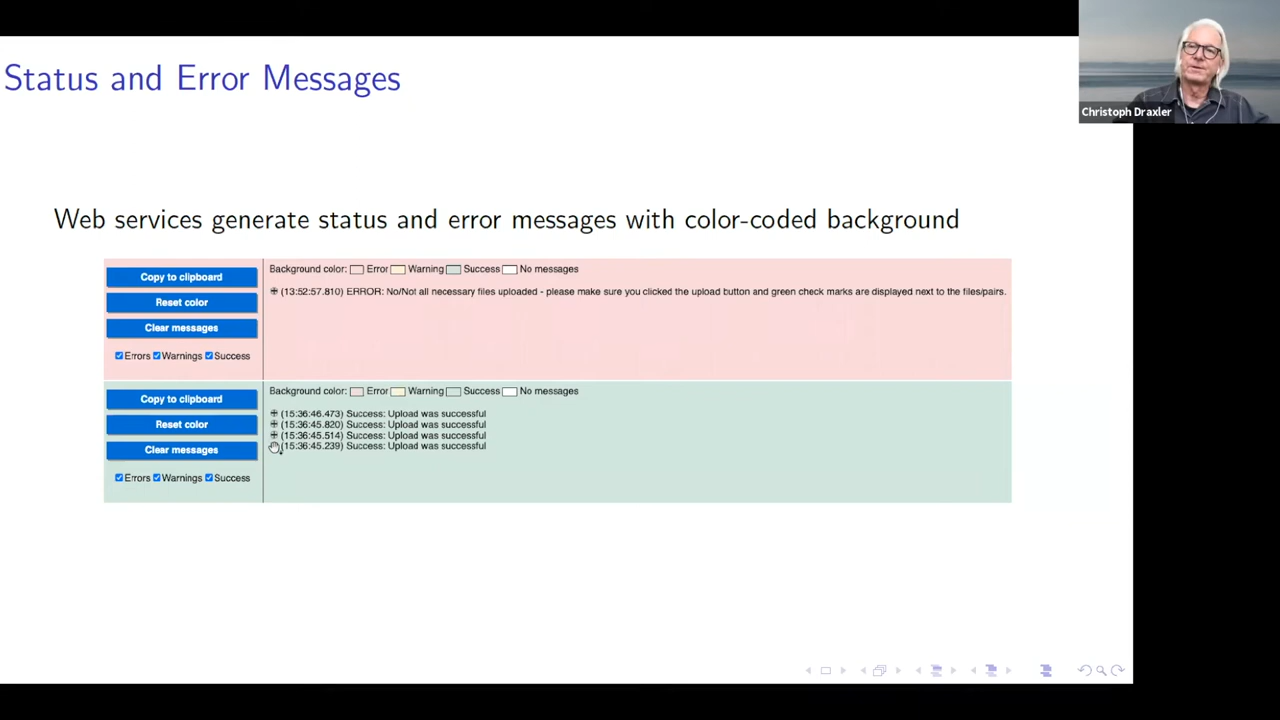 Status and Error Messages
Christoph Draxler
Web services generate status and error messages with color-coded background
Copy to clipboard
Reset color
Clear messages
Errors Warnings Success
Background color: Error Warning Success No messages
(13:52:57.810) ERROR: No/Not all necessary files uploaded - please make sure you clicked the upload button and green check marks are displayed next to the files/pairs.
Copy to clipboard
Reset color
Clear messages
Errors Warnings Success
Background color: Error Warning Success No messages
(15:36:46.473) Success: Upload was successful
(15:36:45.820) Success: Upload was successful
(15:36:45.514) Success: Upload was successful
(15:36:45.239) Success: Upload was successful